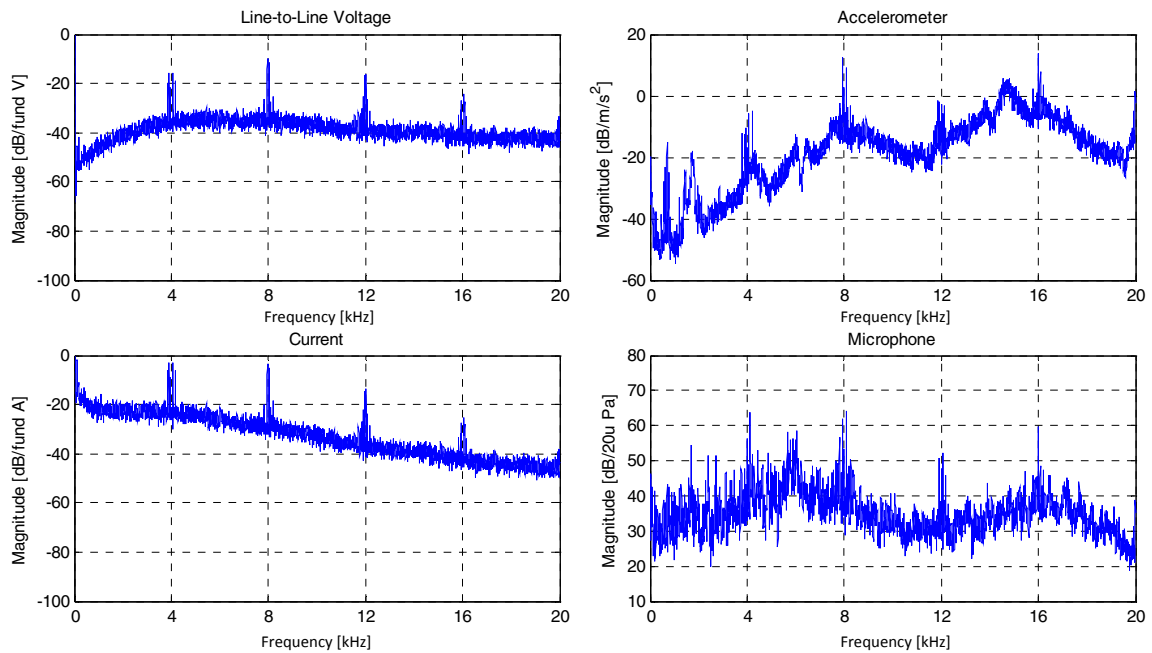 Line-to-Line Voltage
0
-20
-40
-60
-80
-100
Magnitude [dB/fund V]
0 4 8 12 16 20
Frequency [kHz]
Accelerometer
20
0
-20
-40
-60
Magnitude [dB/m/s²]
0 4 8 12 16 20
Frequency [kHz]
Current
0
-20
-40
-60
-80
-100
Magnitude [dB/fund A]
0 4 8 12 16 20
Frequency [kHz]
Microphone
80
70
60
50
40
30
20
10
Magnitude [dB/20u Pa]
0 4 8 12 16 20
Frequency [kHz]